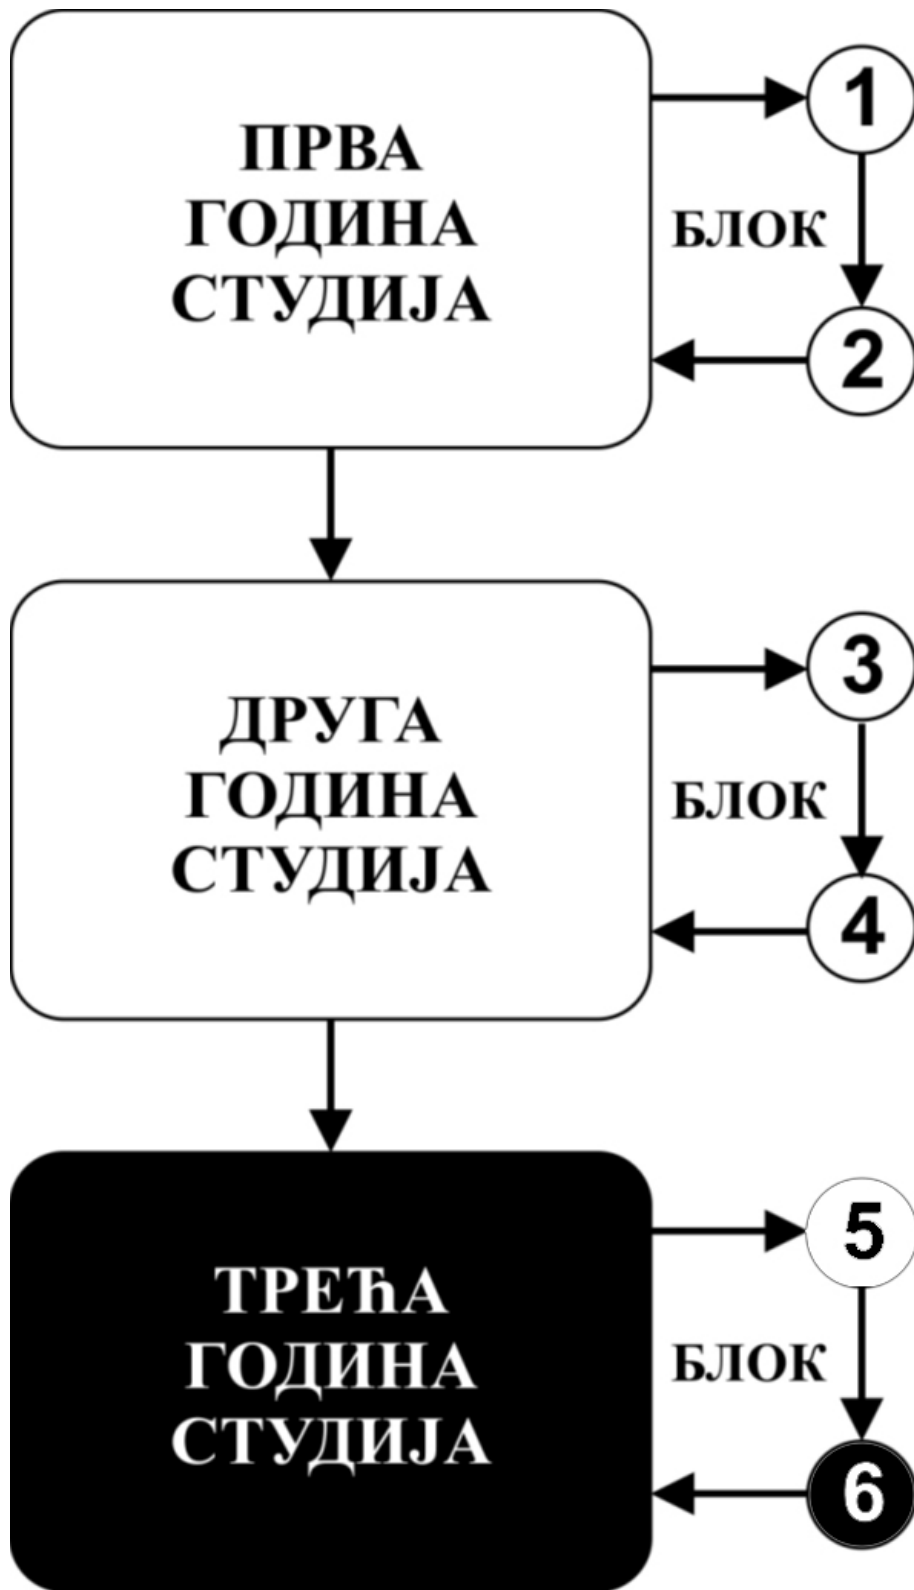 ПРВА
ГОДИНА
СТУДИЈА
1
БЛОК
2
ДРУГА
ГОДИНА
СТУДИЈА
3
БЛОК
4
ТРЕЋА
ГОДИНА
СТУДИЈА
5
БЛОК
6